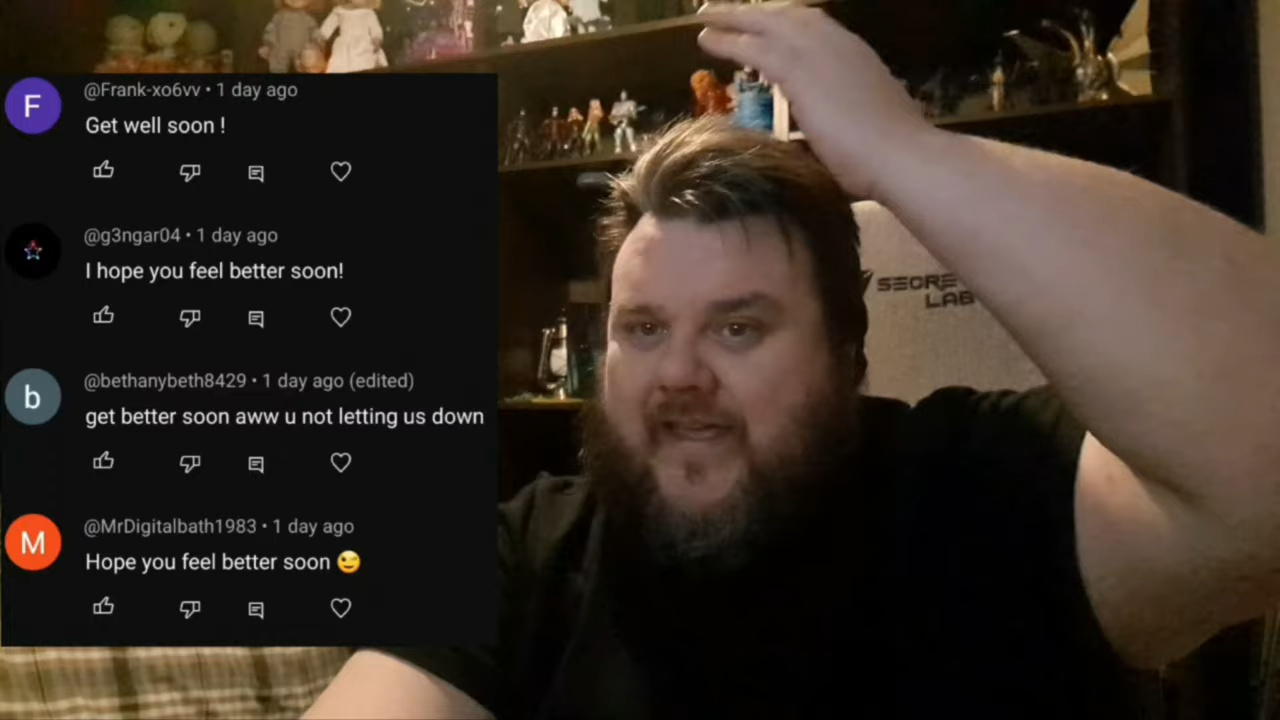 @Frank-xo6vv • 1 day ago
Get well soon !
@g3ngar04 • 1 day ago
I hope you feel better soon!
@bethanybeth8429 • 1 day ago (edited)
get better soon aww u not letting us down
@MrDigitalbath1983 • 1 day ago
Hope you feel better soon 😉
F
b
M
LAB